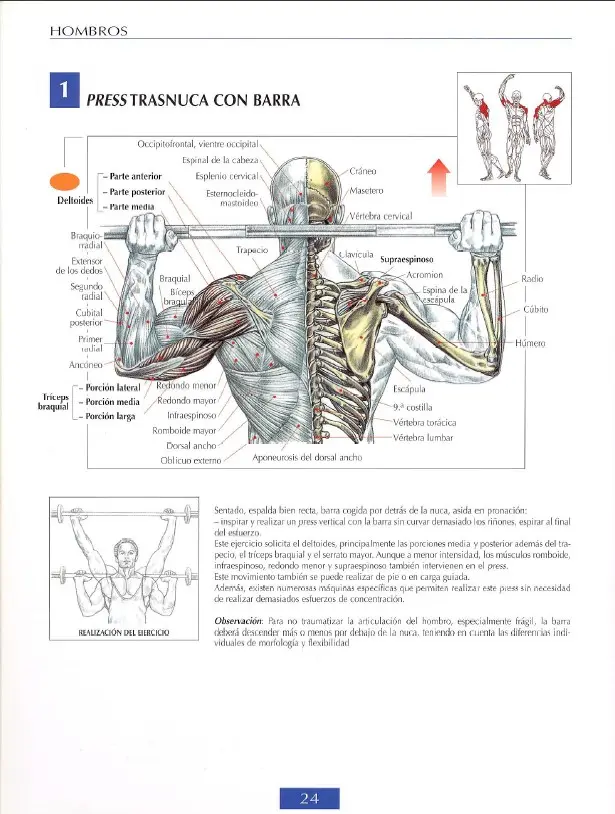 HOMBROS
1
PRESS TRASNUCA CON BARRA
Occipitofrontal, vientre occipital
Espinal de la cabeza
Esplenio cervical
Esternocleido-
mastoideo
Cráneo
Masetero
Vértebra cervical
Deltoides
– Parte anterior
– Parte posterior
– Parte media
Braquio-
radial
Extensor
de los dedos
Segundo
radial
Cubital
posterior
Primer
radial
Ancóneo
Braquial
Bíceps
braquial
Trapecio
Clavícula
Supraespinoso
Acromion
Espina de la
escápula
Radio
Cúbito
Húmero
Tríceps
braquial
– Porción lateral
– Porción media
– Porción larga
Redondo menor
Redondo mayor
Infraespinoso
Romboide mayor
Dorsal ancho
Oblicuo externo
Aponeurosis del dorsal ancho
Escápula
9.ª costilla
Vértebra torácica
Vértebra lumbar
REALIZACIÓN DEL EJERCICIO
Sentado, espalda bien recta, barra cogida por detrás de la nuca, asida en pronación:
– inspirar y realizar un press vertical con la barra sin curvar demasiado los riñones, espirar al final
del esfuerzo.
Este ejercicio solicita el deltoides, principalmente las porciones media y posterior además del tra-
pecio, el tríceps braquial y el serrato mayor. Aunque a menor intensidad, los músculos romboide,
infraespinoso, redondo menor y supraespinoso también intervienen en el press.
Este movimiento también se puede realizar de pie o en carga guiada.
Además, existen numerosas máquinas específicas que permiten realizar este press sin necesidad
de realizar demasiados esfuerzos de concentración.
Observación: Para no traumatizar la articulación del hombro, especialmente frágil, la barra
deberá descender más o menos por debajo de la nuca, teniendo en cuenta las diferencias indi-
viduales de morfología y flexibilidad
24